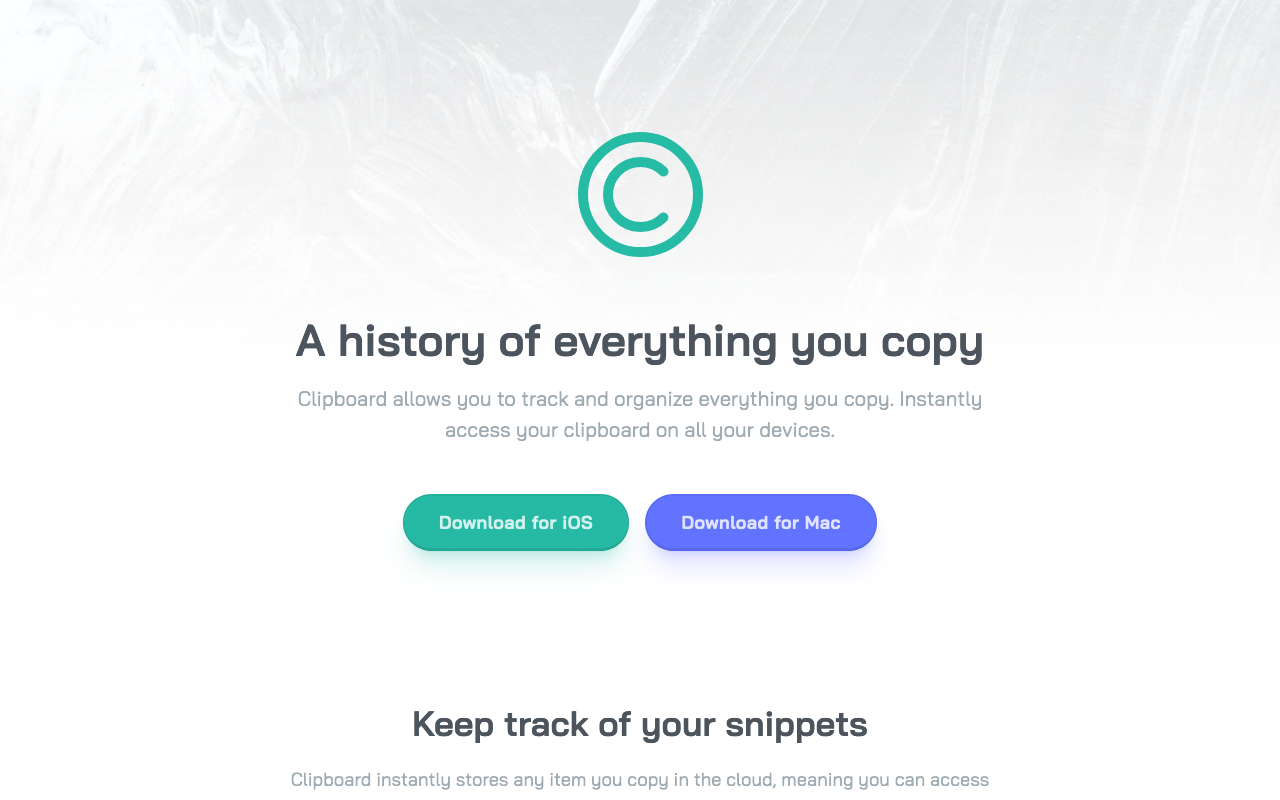 A history of everything you copy
Clipboard allows you to track and organize everything you copy. Instantly
access your clipboard on all your devices.
Download for iOS
Download for Mac
Keep track of your snippets
Clipboard instantly stores any item you copy in the cloud, meaning you can access